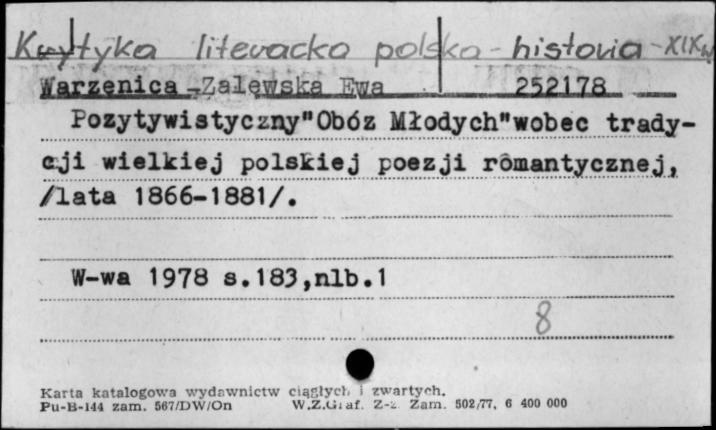 Krytyka literacka polska - historia - XIXw
Warzenica-Zalewska Ewa 252178
Pozytywistyczny"Obóz Młodych"wobec trady-
cji wielkiej polskiej poezji romantycznej,
/lata 1866-1881/.
W-wa 1978 s.183,nlb.1
8
Karta katalogowa wydawnictw ciągłych i zwartych.
Pu-B-144 zam. 567/DW/On W.Z.Graf. Z-z. Zam. 502/77, 6 400 000